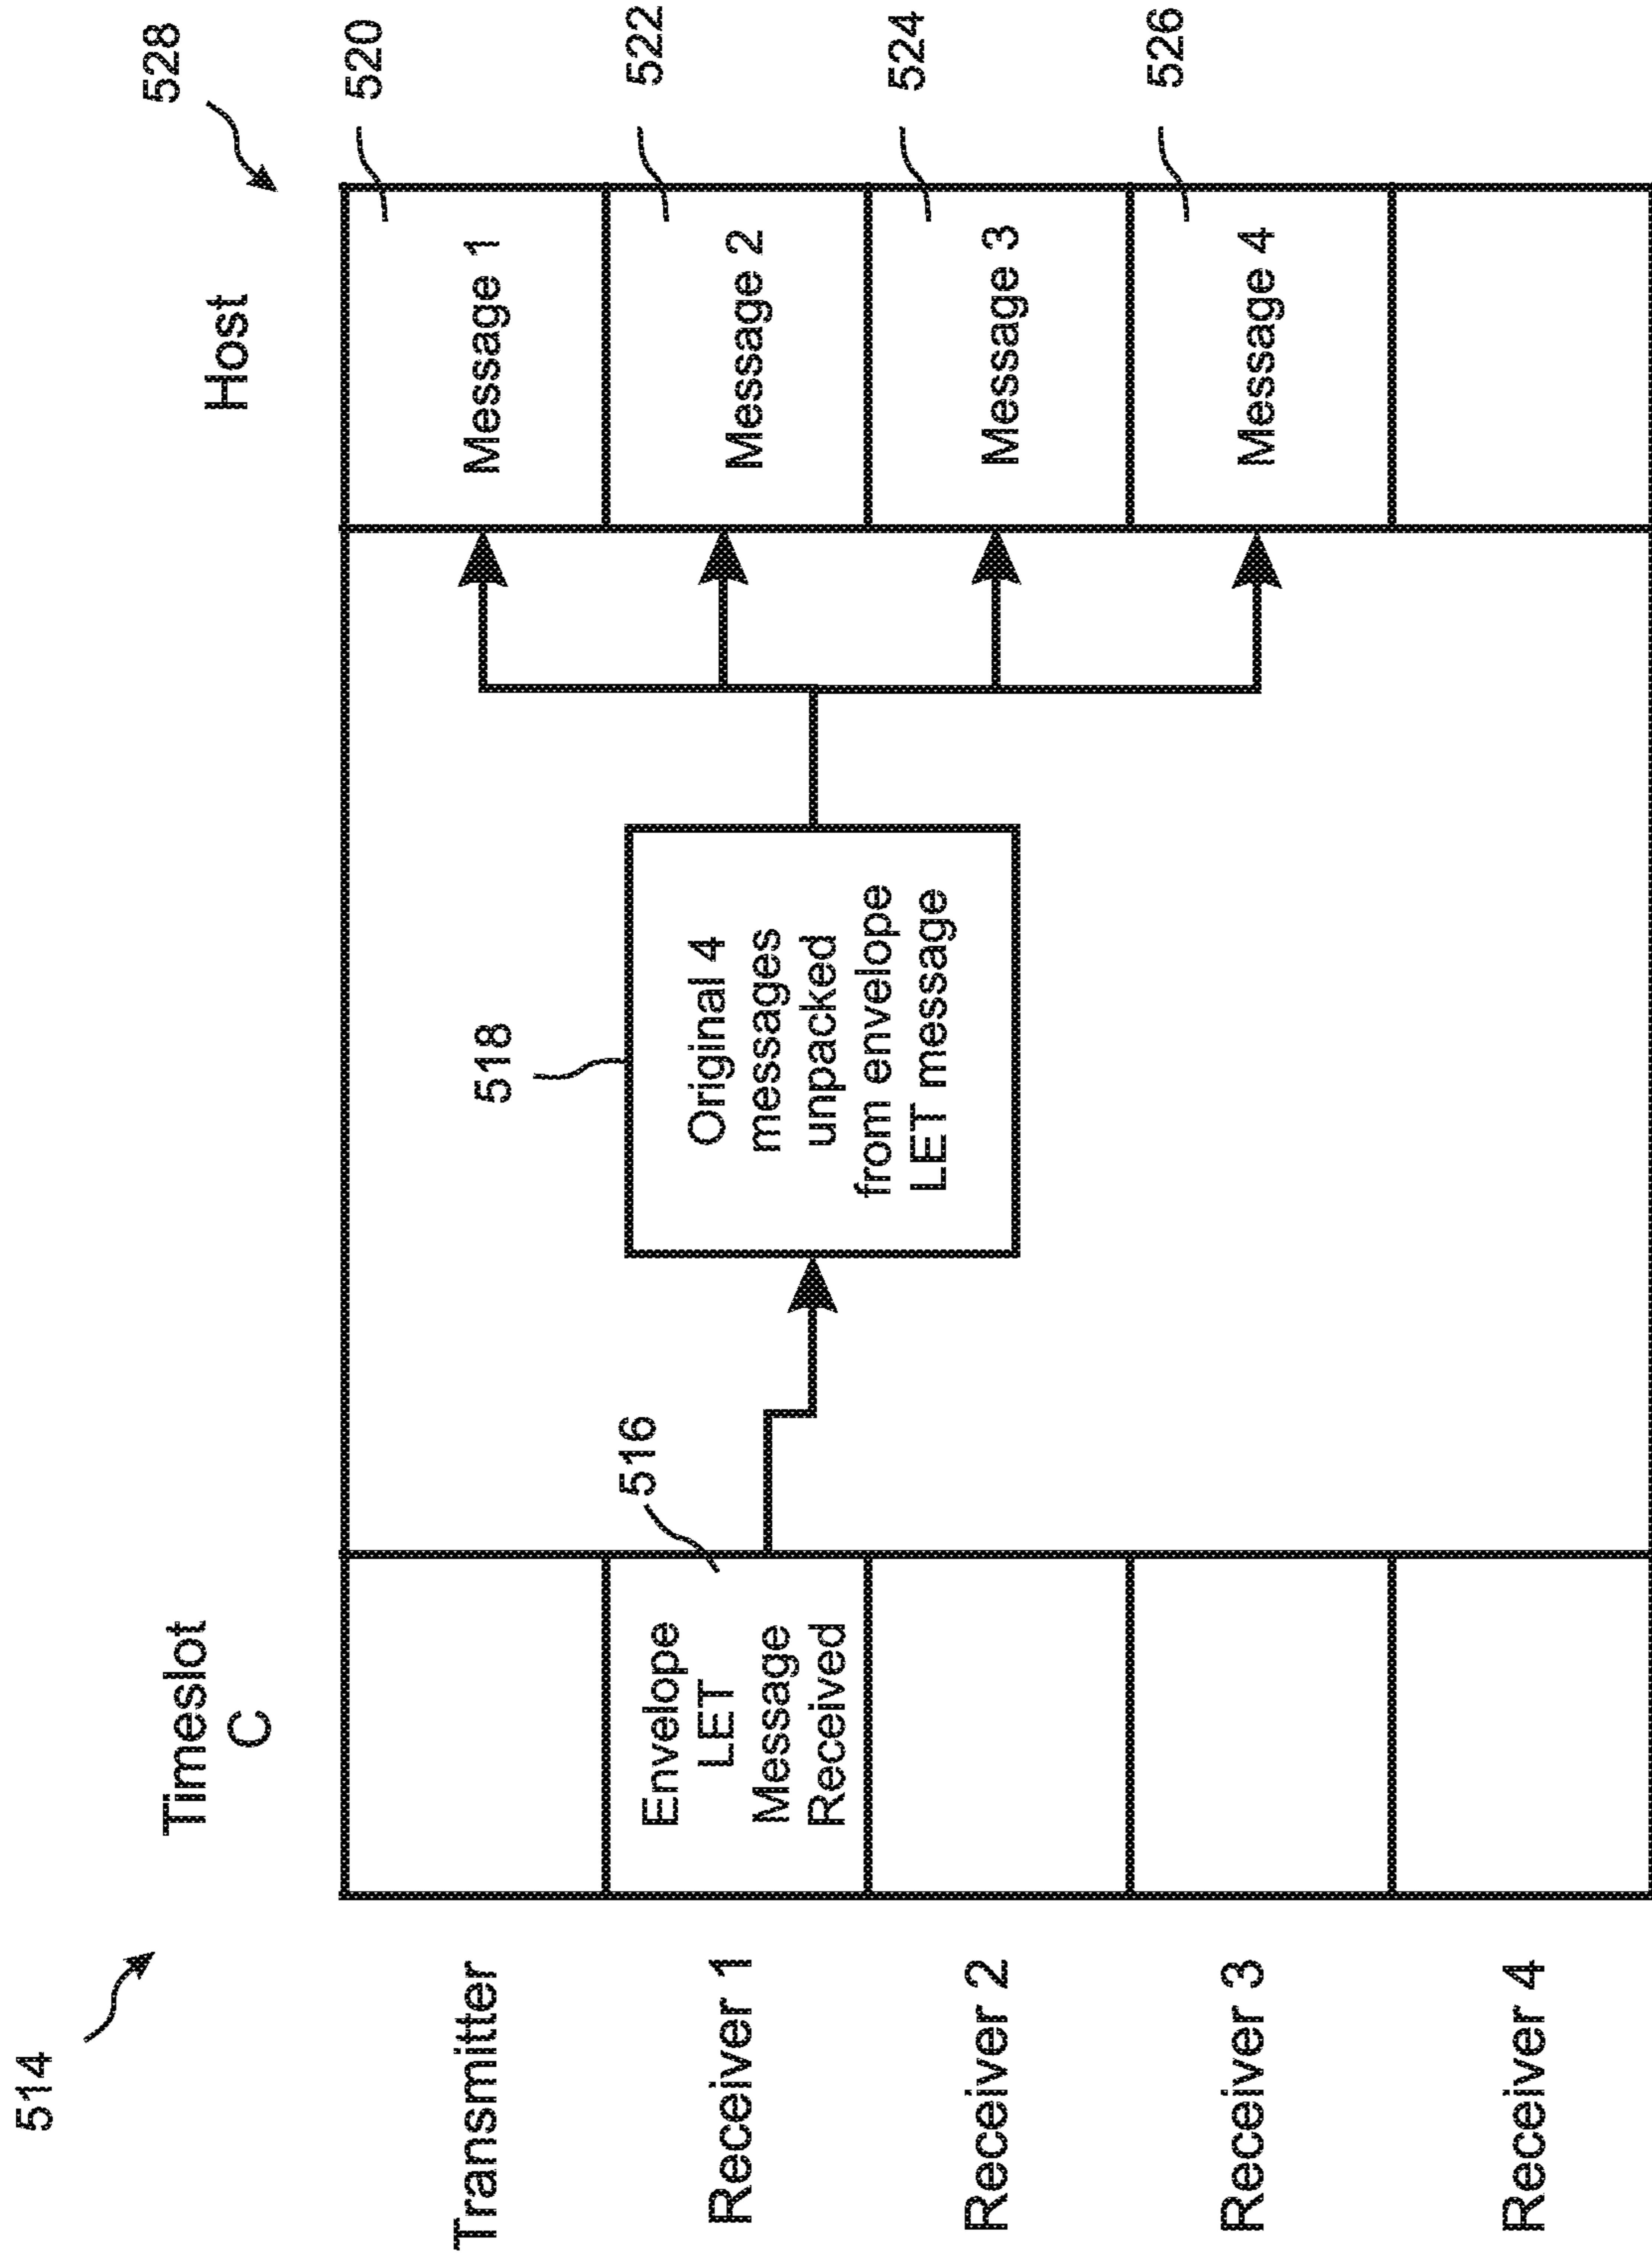 514
Timeslot
C
Host
528
Transmitter
Message 1
520
Receiver 1
Envelope
LET
Message
Received
516
518
Original 4
messages
unpacked
from envelope
LET message
Message 2
522
Receiver 2
Message 3
524
Receiver 3
Message 4
526
Receiver 4